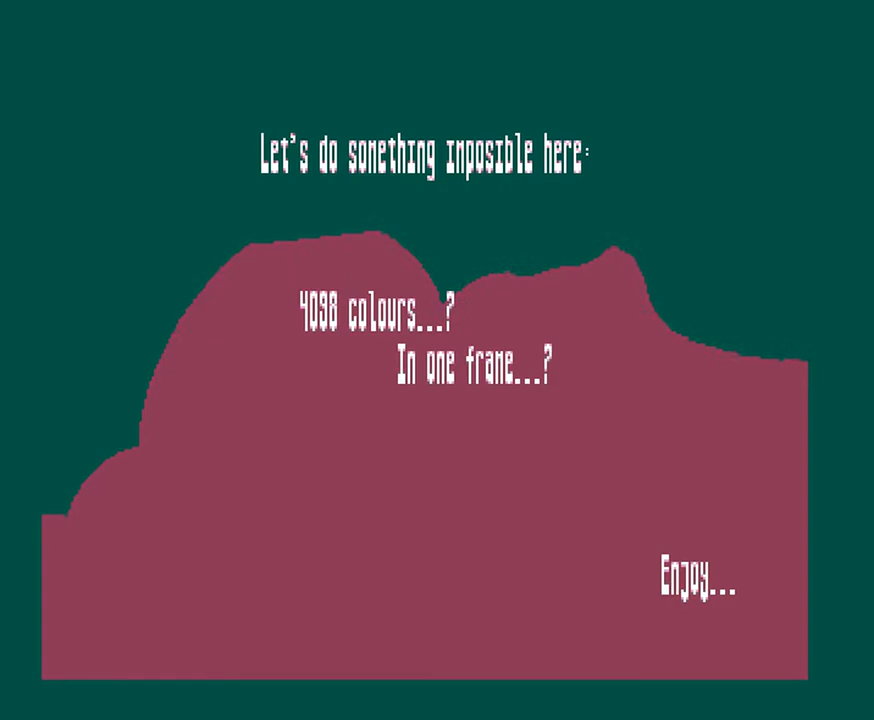 Let's do something imposible here:
4098 colours...?
In one frame...?
Enjoy...